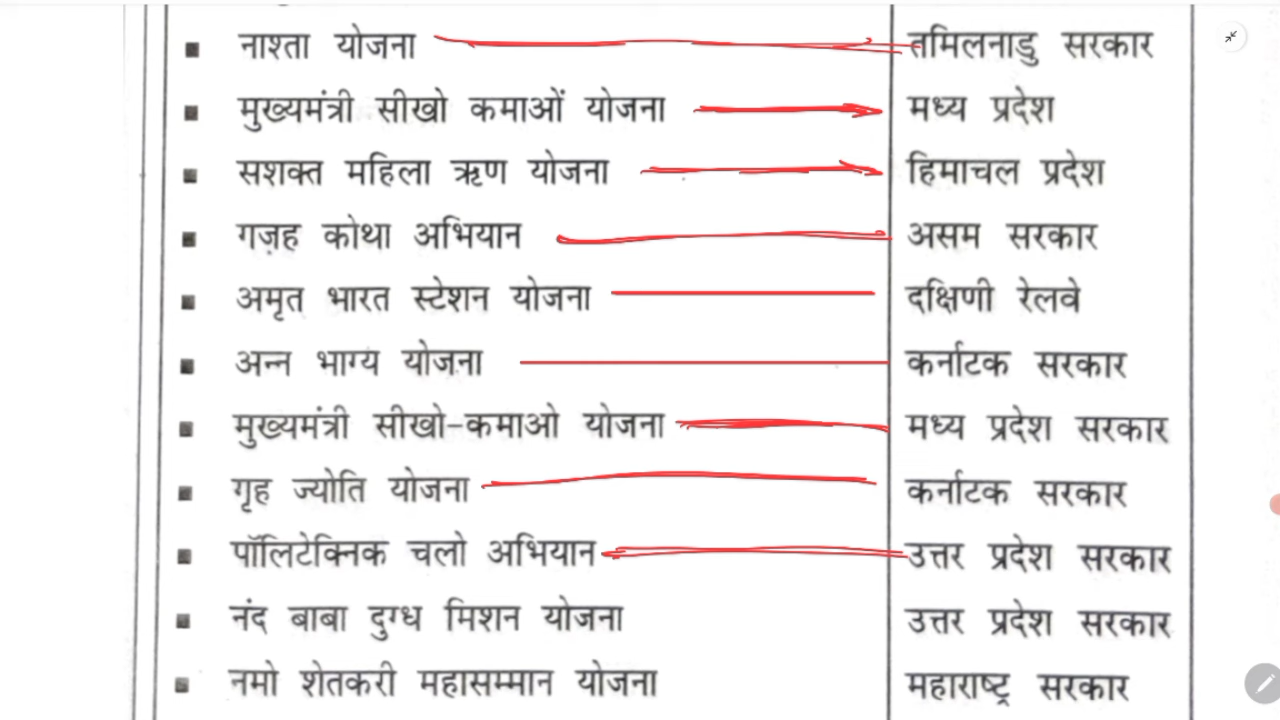 नाश्ता योजना तमिलनाडु सरकार
मुख्यमंत्री सीखो कमाओं योजना मध्य प्रदेश
सशक्त महिला ऋण योजना हिमाचल प्रदेश
गज़ह कोथा अभियान असम सरकार
अमृत भारत स्टेशन योजना दक्षिणी रेलवे
अन्न भाग्य योजना कर्नाटक सरकार
मुख्यमंत्री सीखो-कमाओ योजना मध्य प्रदेश सरकार
गृह ज्योति योजना कर्नाटक सरकार
पॉलिटेक्निक चलो अभियान उत्तर प्रदेश सरकार
नंद बाबा दुग्ध मिशन योजना उत्तर प्रदेश सरकार
नमो शेतकरी महासम्मान योजना महाराष्ट्र सरकार